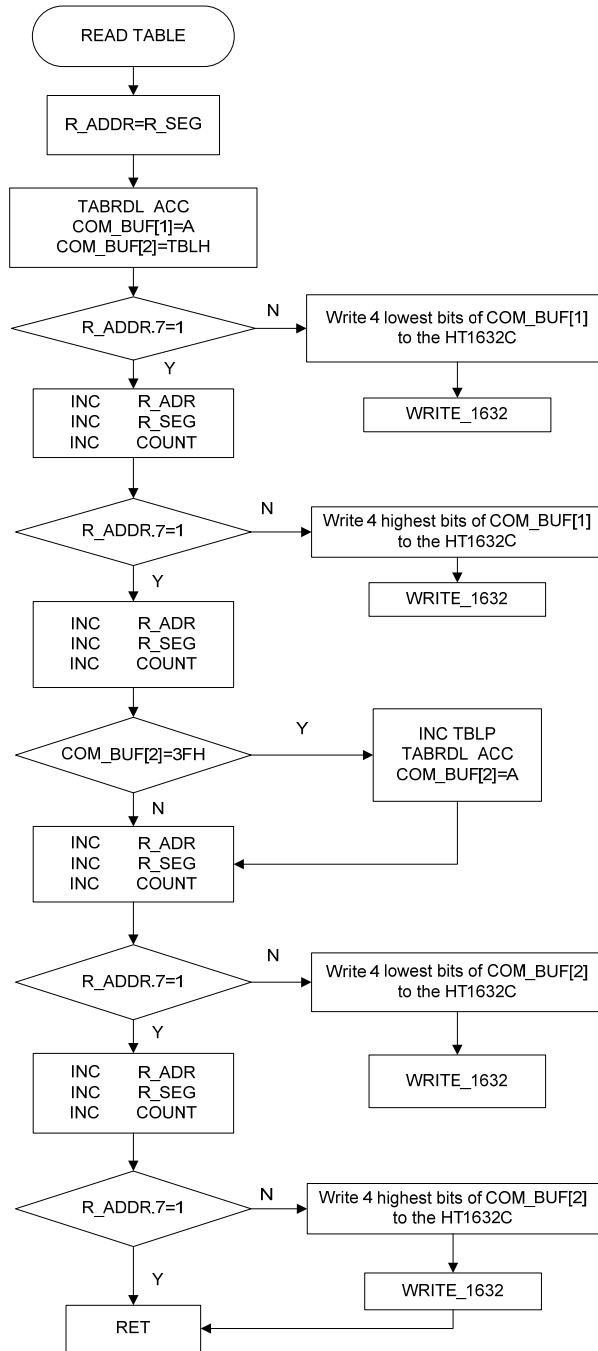 READ TABLE
R_ADDR=R_SEG
TABRDL ACC
COM_BUF[1]=A
COM_BUF[2]=TBLH
R_ADDR.7=1
N
Write 4 lowest bits of COM_BUF[1]
to the HT1632C
Y
WRITE_1632
INC R_ADR
INC R_SEG
INC COUNT
R_ADDR.7=1
N
Write 4 highest bits of COM_BUF[1]
to the HT1632C
Y
WRITE_1632
INC R_ADR
INC R_SEG
INC COUNT
COM_BUF[2]=3FH
Y
INC TBLP
TABRDL ACC
COM_BUF[2]=A
N
INC R_ADR
INC R_SEG
INC COUNT
R_ADDR.7=1
N
Write 4 lowest bits of COM_BUF[2]
to the HT1632C
Y
WRITE_1632
INC R_ADR
INC R_SEG
INC COUNT
R_ADDR.7=1
N
Write 4 highest bits of COM_BUF[2]
to the HT1632C
Y
WRITE_1632
RET